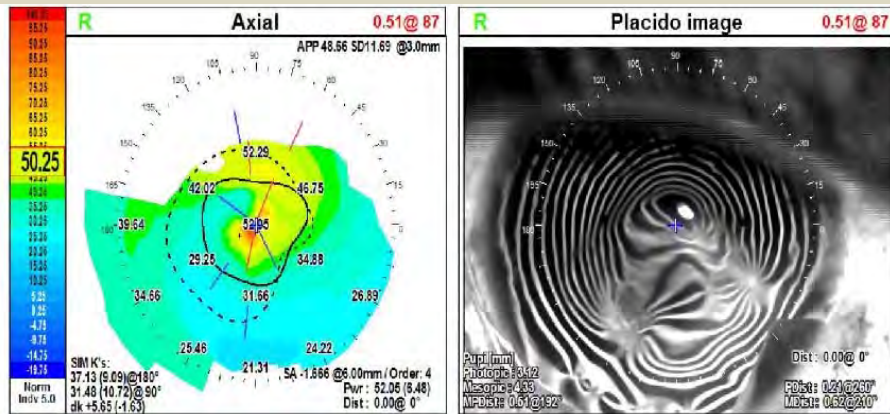 R Axial 0.51@ 87
APP 48.66 SD11.69 @3.0mm
50.25
52.29
42.02 46.75
39.64 52.95
29.25 34.88
34.66 31.66 26.89
25.46 24.22
21.31
SIM K's:
37.13 (9.09)@180°
31.48 (10.72)@90°
dk +5.65 (-1.63)
SA -1.666 @6.00mm / Order: 4
Pwr : 52.05 (6.48)
Dist : 0.00@ 0°
Norm
Indv 5.0
R Placido image 0.51@ 87
Pupil [mm]
Photopic: 3.12
Mesopic: 4.33
MPDist: 0.51@192°
Dist : 0.00@ 0°
PDist: 0.21@260°
MDist: 0.62@210°